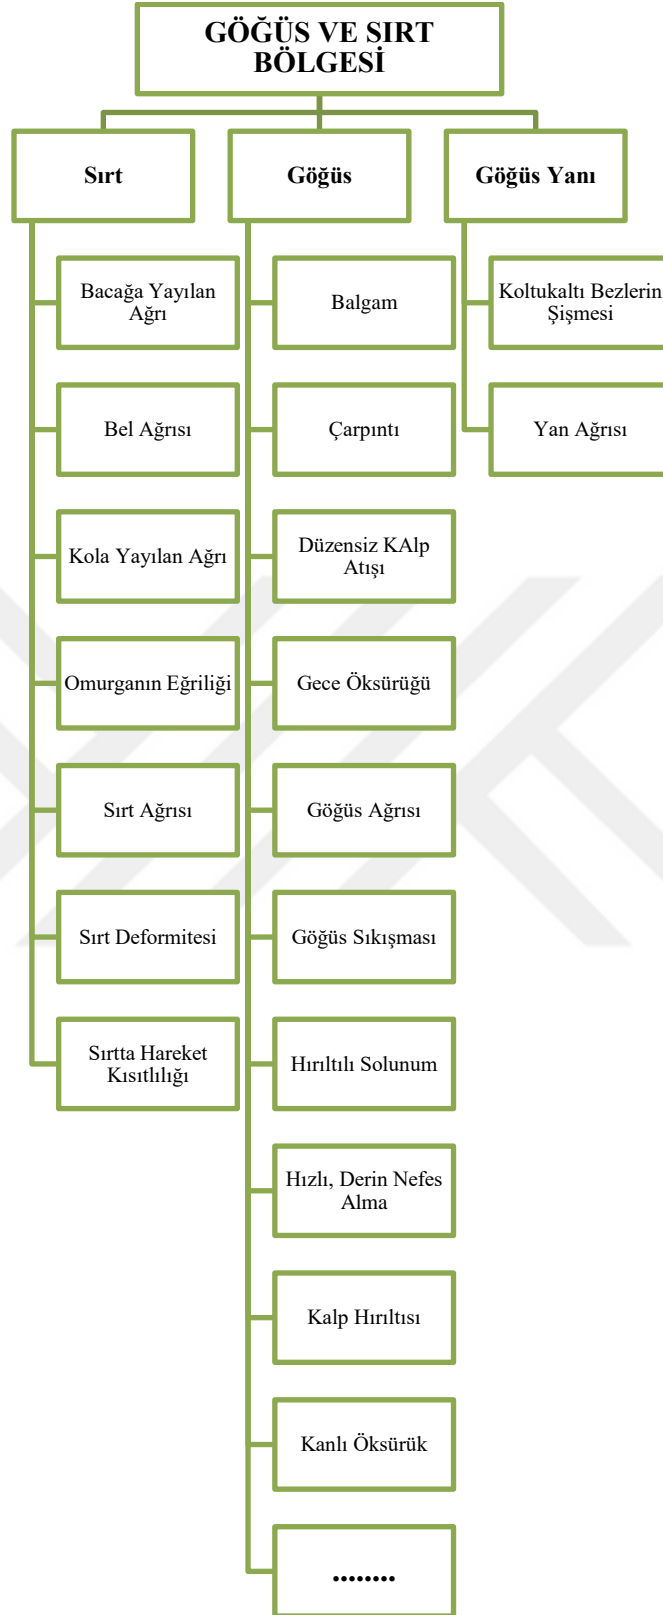 GÖĞÜS VE SIRT
BÖLGESİ
Sırt
Göğüs
Göğüs Yanı
Bacağa Yayılan
Ağrı
Bel Ağrısı
Kola Yayılan Ağrı
Omurganın Eğriliği
Sırt Ağrısı
Sırt Deformitesi
Sırtta Hareket
Kısıtlılığı
Balgam
Çarpıntı
Düzensiz KAlp
Atışı
Gece Öksürüğü
Göğüs Ağrısı
Göğüs Sıkışması
Hırıltılı Solunum
Hızlı, Derin Nefes
Alma
Kalp Hırıltısı
Kanlı Öksürük
........
Koltukaltı Bezlerin
Şişmesi
Yan Ağrısı